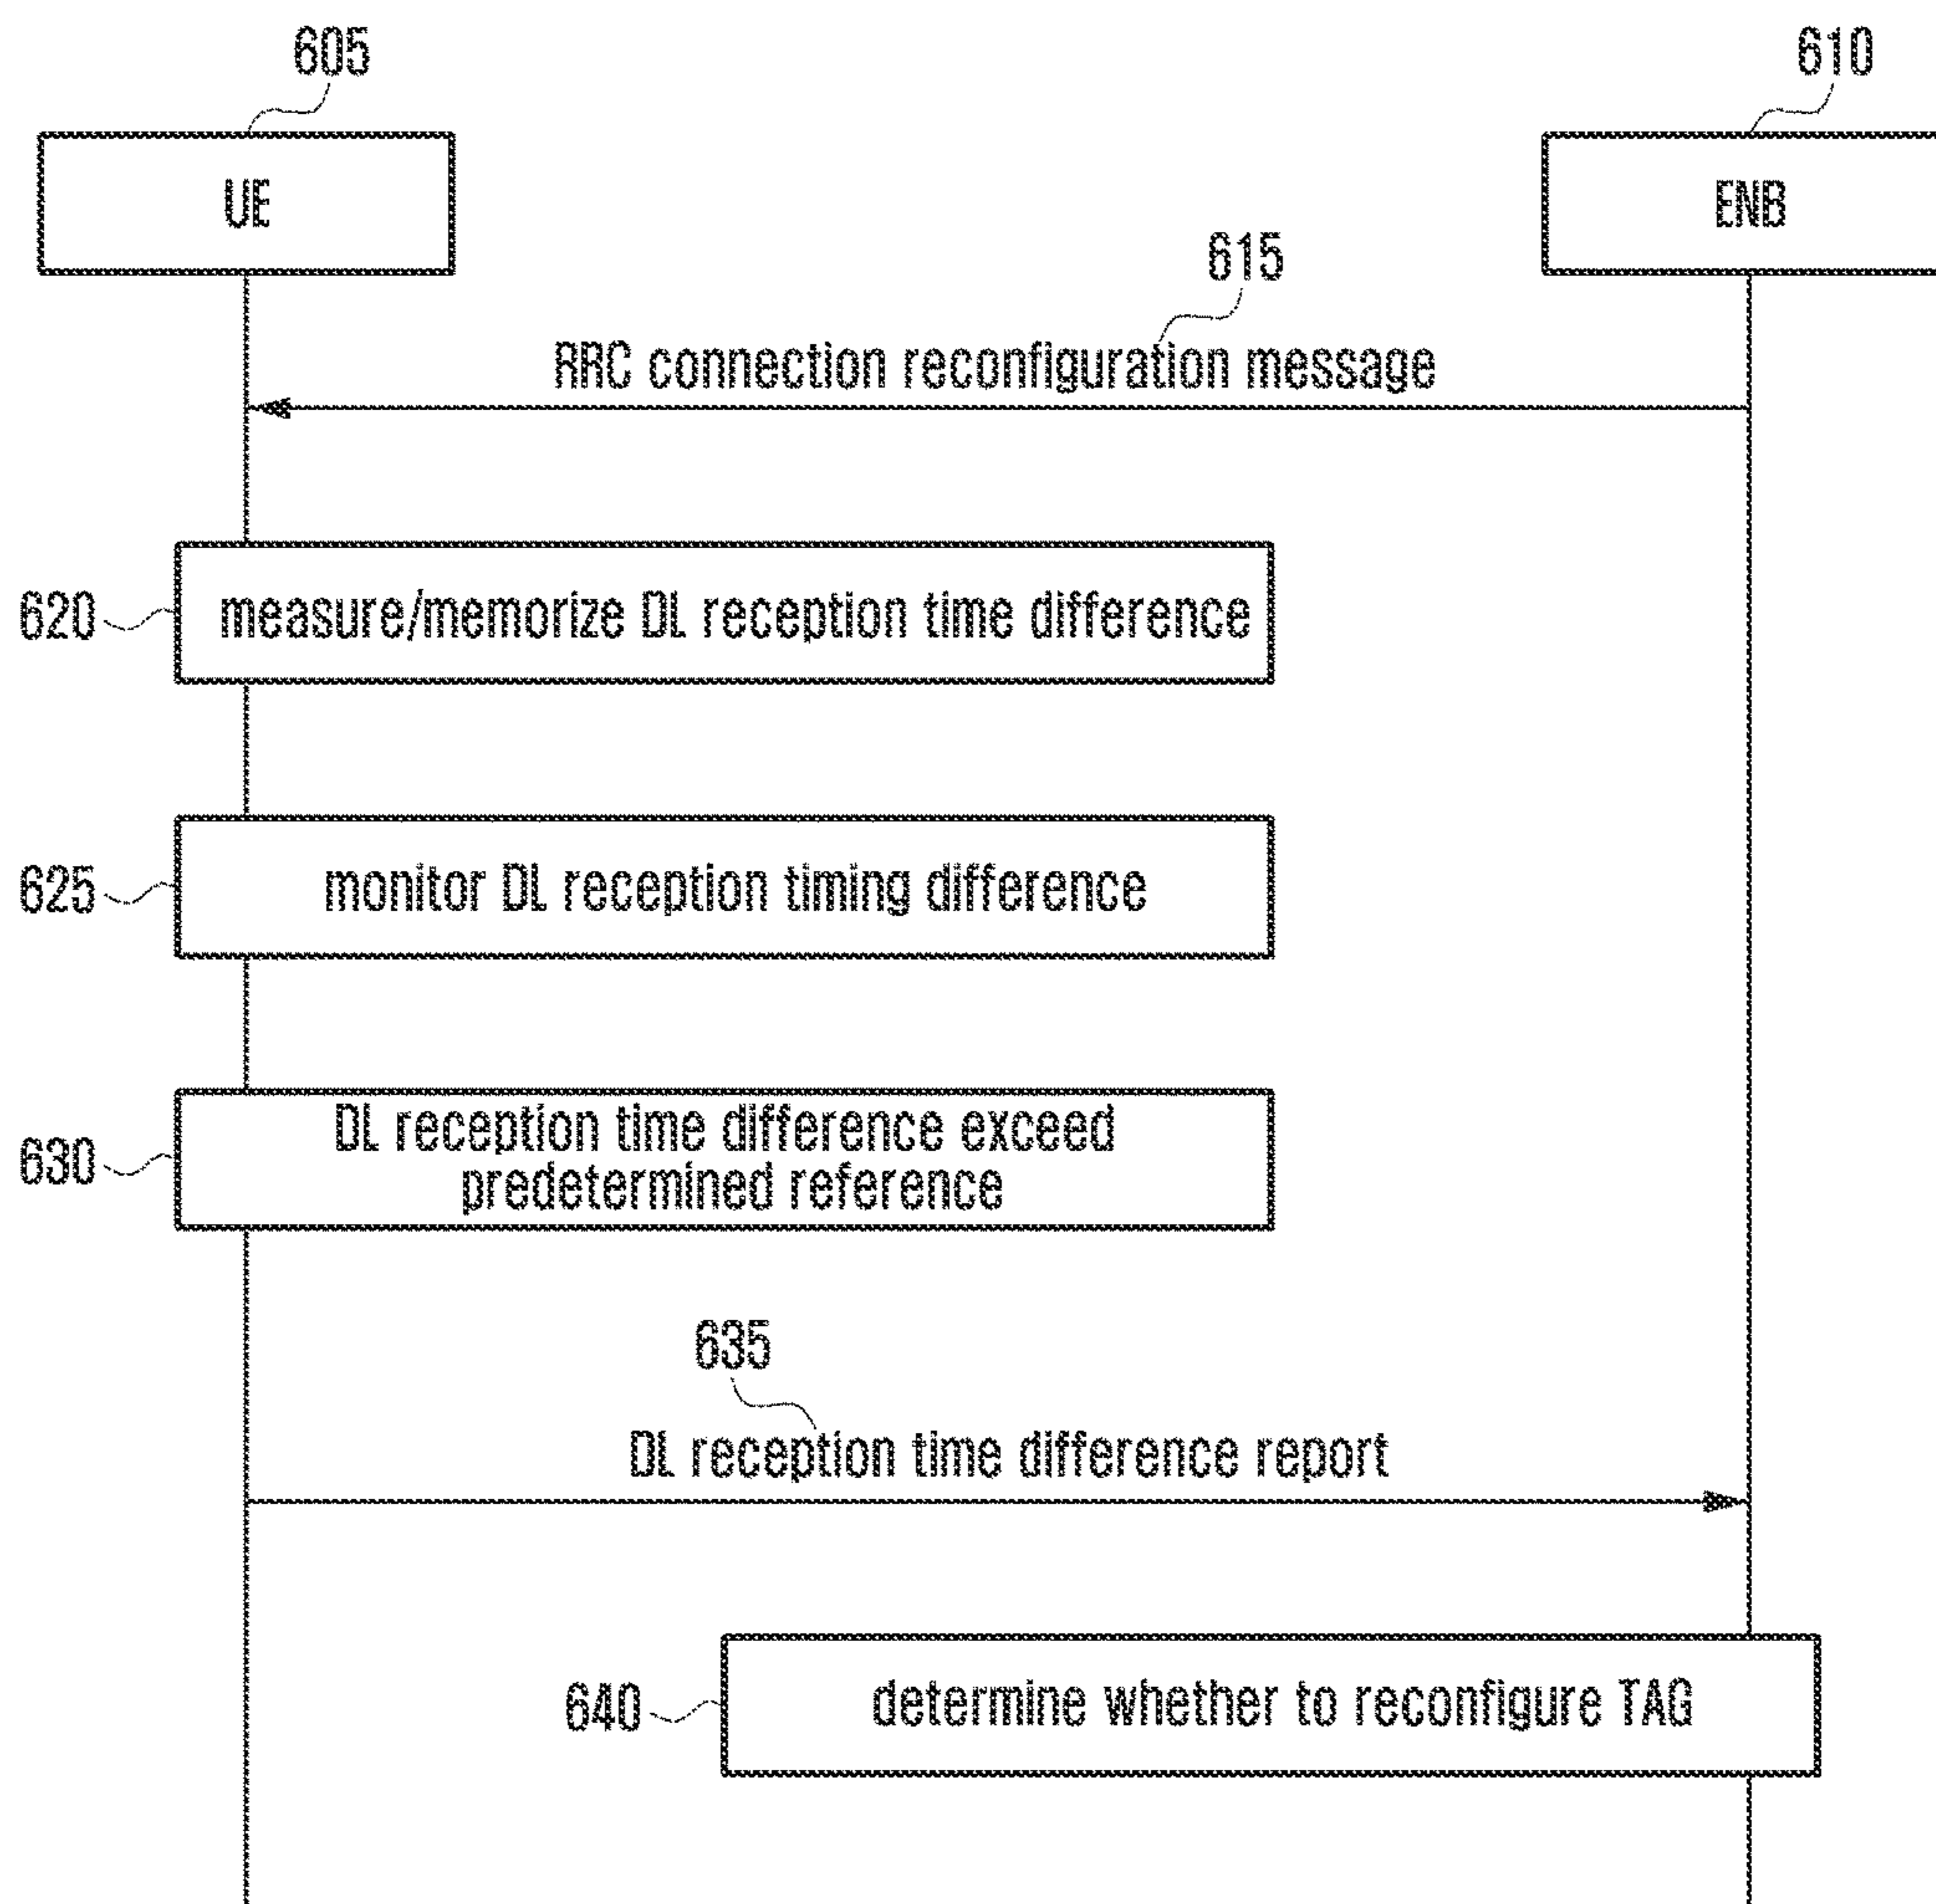 605
610
UE
ENB
615
RRC connection reconfiguration message
620
measure/memorize DL reception time difference
625
monitor DL reception timing difference
630
DL reception time difference exceed
predetermined reference
635
DL reception time difference report
640
determine whether to reconfigure TAG